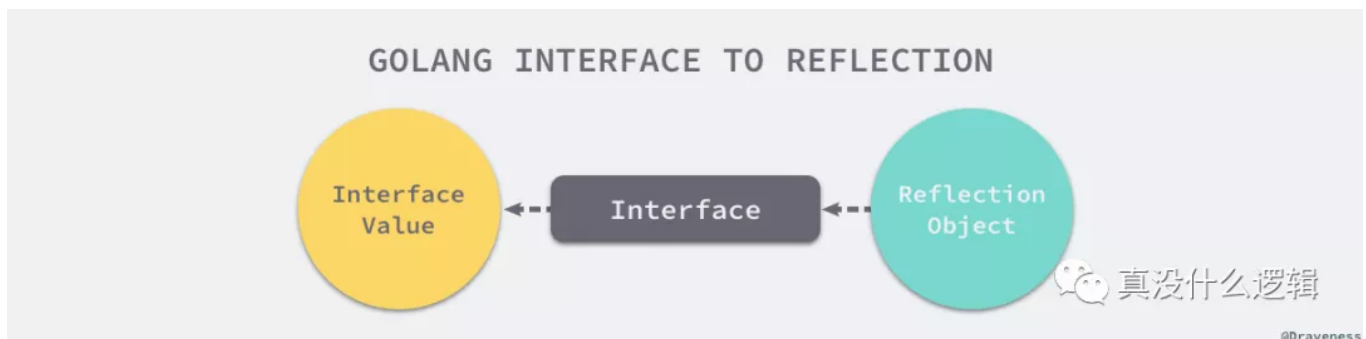 GOLANG INTERFACE TO REFLECTION
Interface
Value
Interface
Reflection
Object
真没什么逻辑
@Draveness